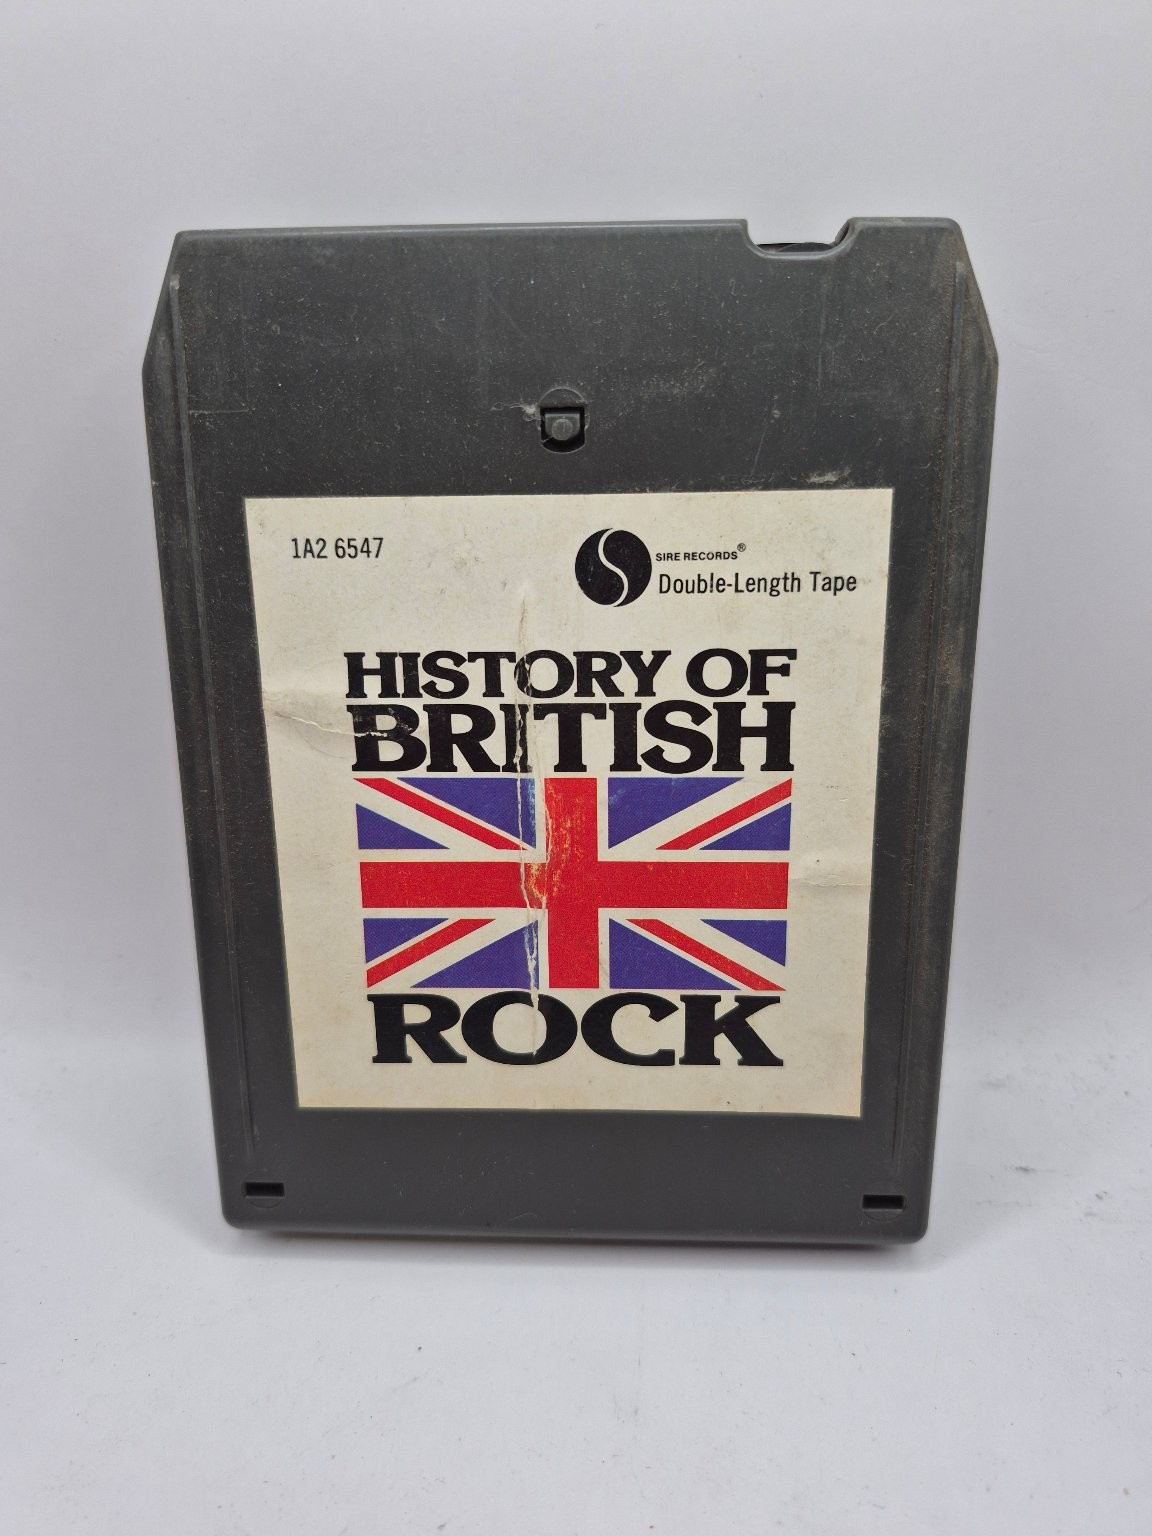 1A2 6547
SIRE RECORDS®
Double-Length Tape
HISTORY OF
BRITISH
ROCK